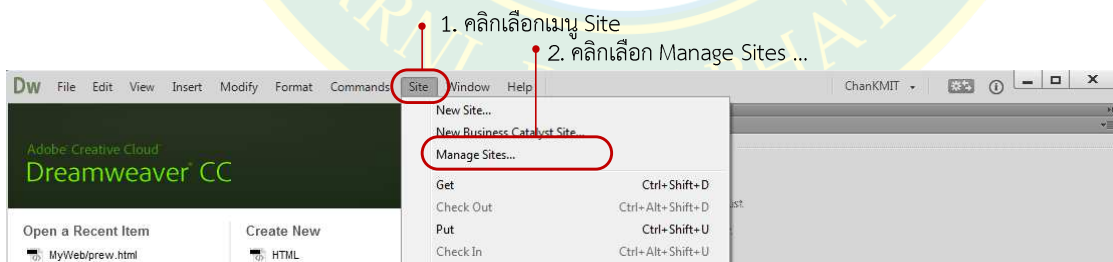 1. คลิกเลือกเมนู Site
2. คลิกเลือก Manage Sites ...
Dw File Edit View Insert Modify Format Commands Site Window Help ChanKMIT
New Site...
New Business Catalyst Site...
Manage Sites...
Adobe Creative Cloud
Dreamweaver CC
Get Ctrl+Shift+D
Check Out Ctrl+Alt+Shift+D
Put Ctrl+Shift+U
Check In Ctrl+Alt+Shift+U
Open a Recent Item Create New
MyWeb/prew.html HTML